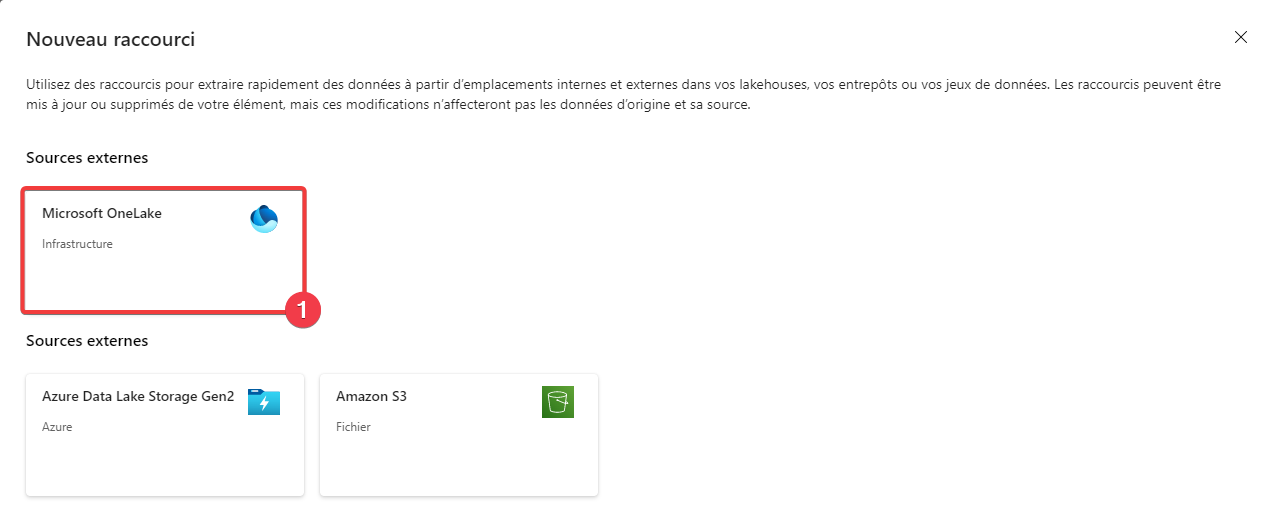 Nouveau raccourci
Utilisez des raccourcis pour extraire rapidement des données à partir d’emplacements internes et externes dans vos lakehouses, vos entrepôts ou vos jeux de données. Les raccourcis peuvent être
mis à jour ou supprimés de votre élément, mais ces modifications n’affecteront pas les données d’origine et sa source.
Sources externes
Microsoft OneLake
Infrastructure
1
Sources externes
Azure Data Lake Storage Gen2
Azure
Amazon S3
Fichier